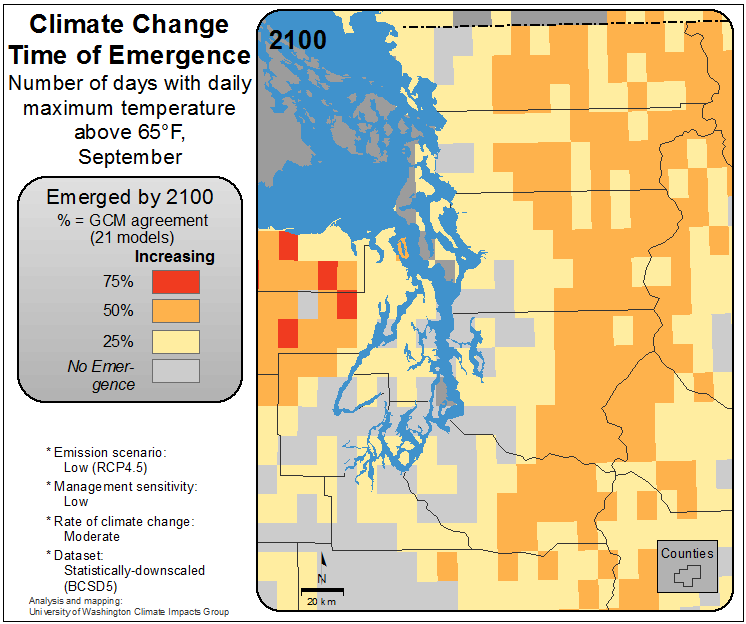 Climate Change
Time of Emergence
Number of days with daily
maximum temperature
above 65°F,
September
Emerged by 2100
% = GCM agreement
(21 models)
Increasing
75%
50%
25%
No Emer-
gence
* Emission scenario:
Low (RCP4.5)
* Management sensitivity:
Low
* Rate of climate change:
Moderate
* Dataset:
Statistically-downscaled
(BCSD5)
Analysis and mapping:
University of Washington Climate Impacts Group
2100
N
20 km
Counties